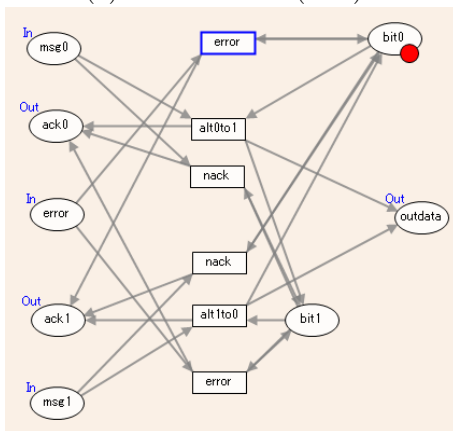 In
msg0
error
bit0
Out
ack0
alt0to1
nack
In
error
Out
outdata
nack
Out
ack1
alt1to0
bit1
error
In
msg1